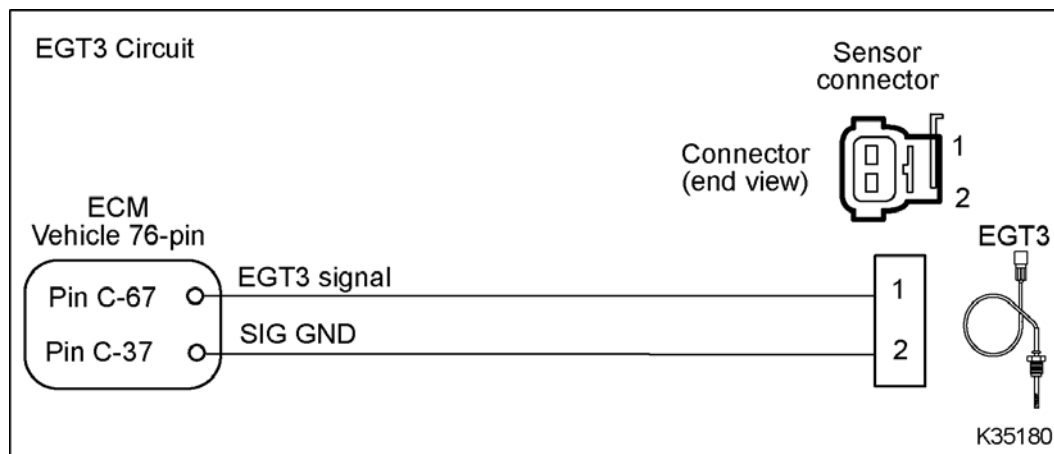 EGT3 Circuit
Sensor
connector
Connector
(end view)
1
2
ECM
Vehicle 76-pin
EGT3
Pin C-67
EGT3 signal
1
Pin C-37
SIG GND
2
K35180